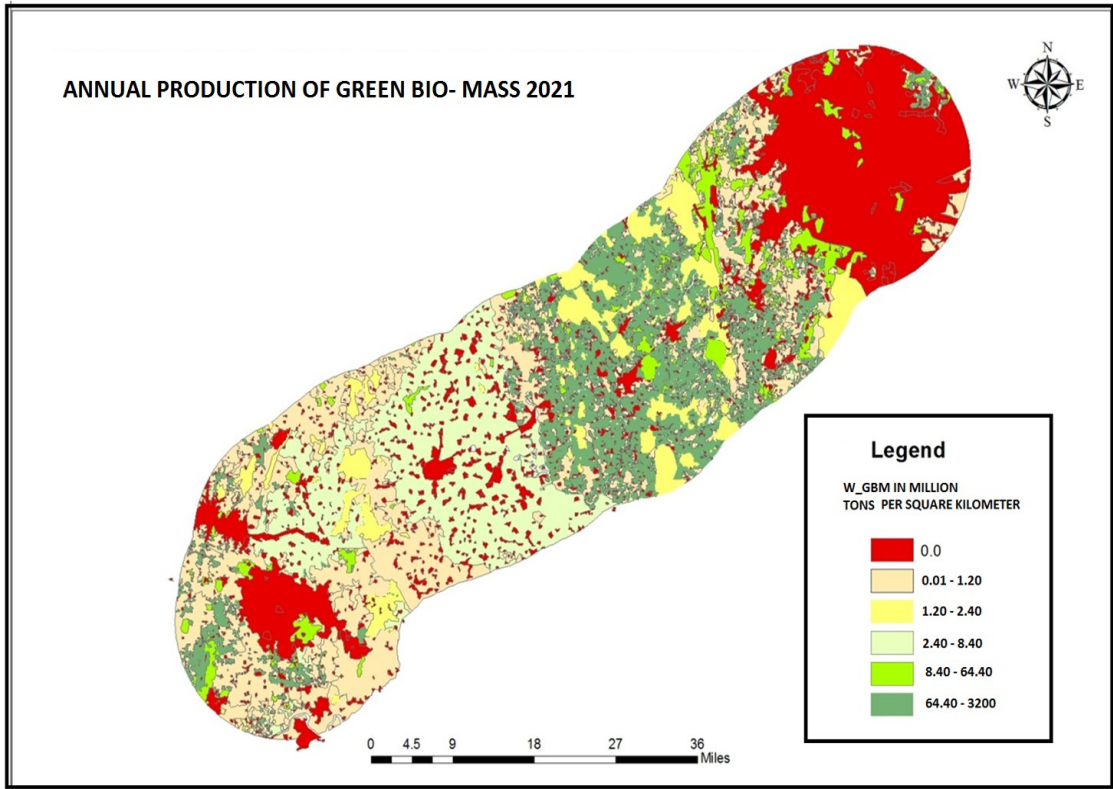 ANNUAL PRODUCTION OF GREEN BIO- MASS 2021
N
W E
S
Legend
W_GBM IN MILLION
TONS PER SQUARE KILOMETER
0.0
0.01 - 1.20
1.20 - 2.40
2.40 - 8.40
8.40 - 64.40
64.40 - 3200
0 4.5 9 18 27 36
Miles